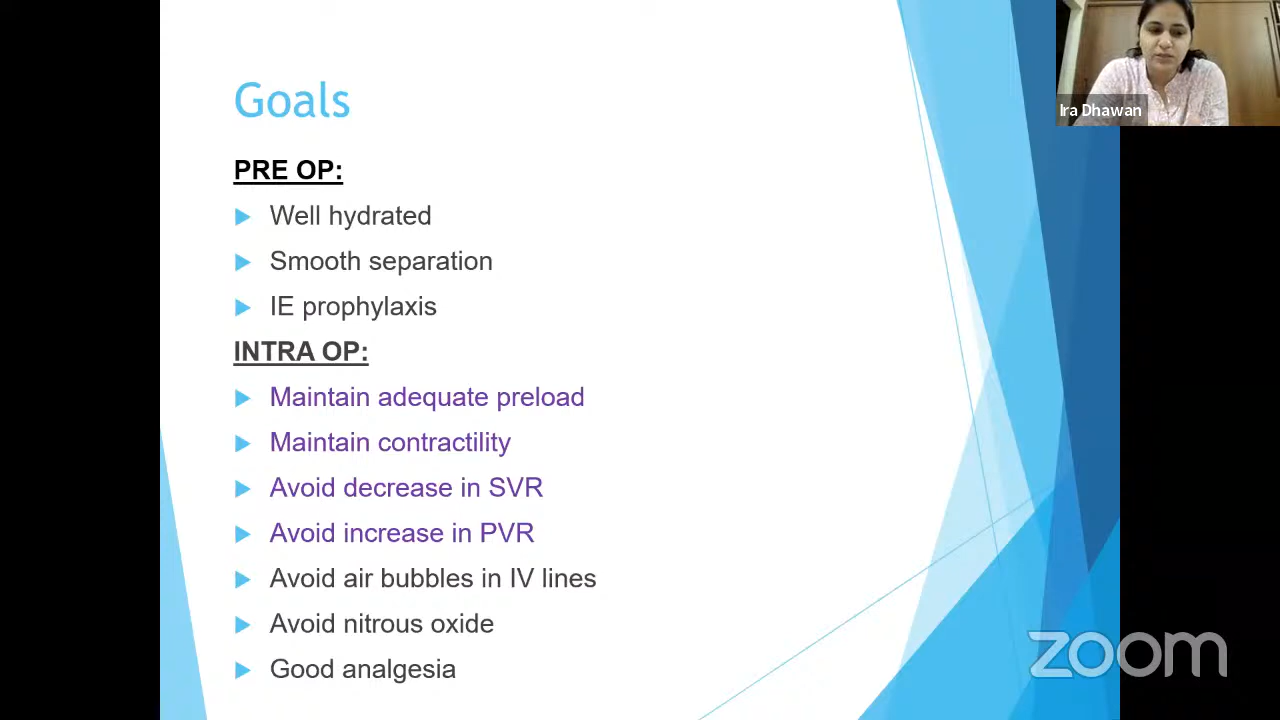 Goals
Ira Dhawan
PRE OP:
Well hydrated
Smooth separation
IE prophylaxis
INTRA OP:
Maintain adequate preload
Maintain contractility
Avoid decrease in SVR
Avoid increase in PVR
Avoid air bubbles in IV lines
Avoid nitrous oxide
Good analgesia
zoom